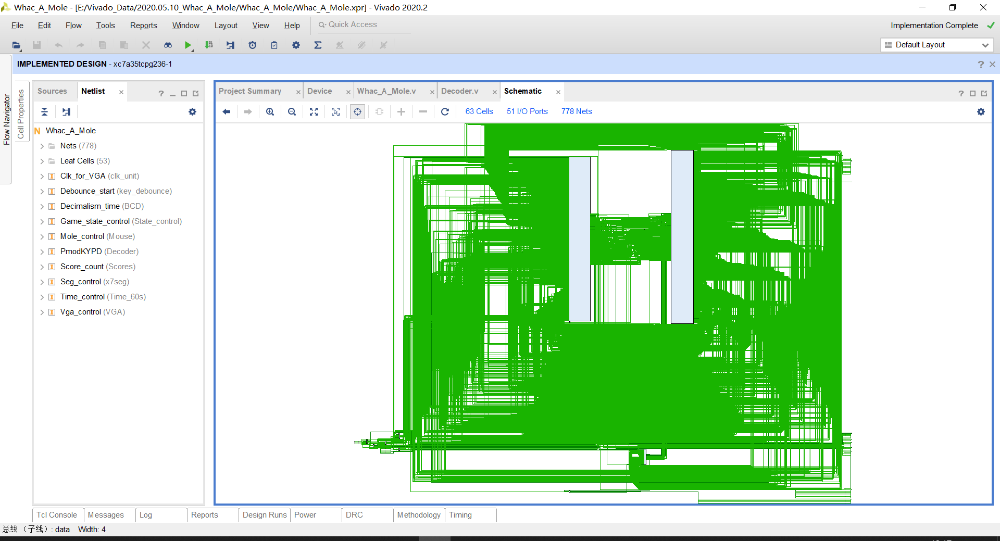 Whac_A_Mole - [E:/Vivado_Data/2020.05.10_Whac_A_Mole/Whac_A_Mole/Whac_A_Mole.xpr] - Vivado 2020.2
File Edit Flow Tools Reports Window Layout View Help Quick Access Implementation Complete
Default Layout
IMPLEMENTED DESIGN - xc7a35tcpg236-1
Flow Navigator
Cell Properties
Sources Netlist
Project Summary Device Whac_A_Mole.v Decoder.v Schematic
63 Cells 51 I/O Ports 778 Nets
N Whac_A_Mole
Nets (778)
Leaf Cells (53)
Clk_for_VGA (clk_unit)
Debounce_start (key_debounce)
Decimalism_time (BCD)
Game_state_control (State_control)
Mole_control (Mouse)
PmodKYPD (Decoder)
Score_count (Scores)
Seg_control (x7seg)
Time_control (Time_60s)
Vga_control (VGA)
Tcl Console Messages Log Reports Design Runs Power DRC Methodology Timing
总线 （子线）: data Width: 4